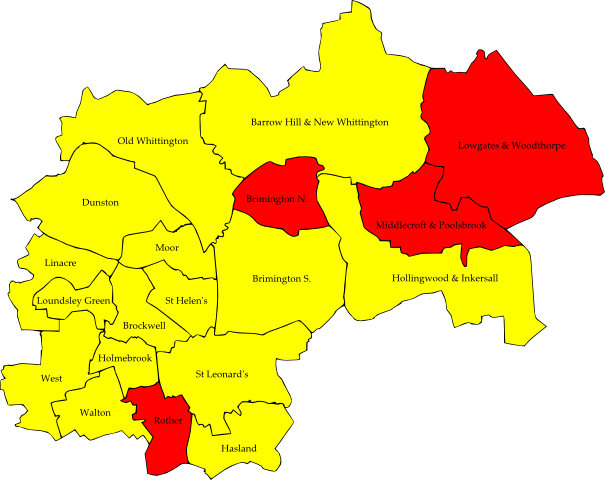 Barrow Hill & New Whittington
Old Whittington
Lowgates & Woodthorpe
Brimington N.
Dunston
Middlecroft & Poolsbrook
Moor
Linacre
Brimington S.
Hollingwood & Inkersall
Loundsley Green
St Helen's
Brockwell
Holmebrook
St Leonard's
West
Walton
Rother
Hasland